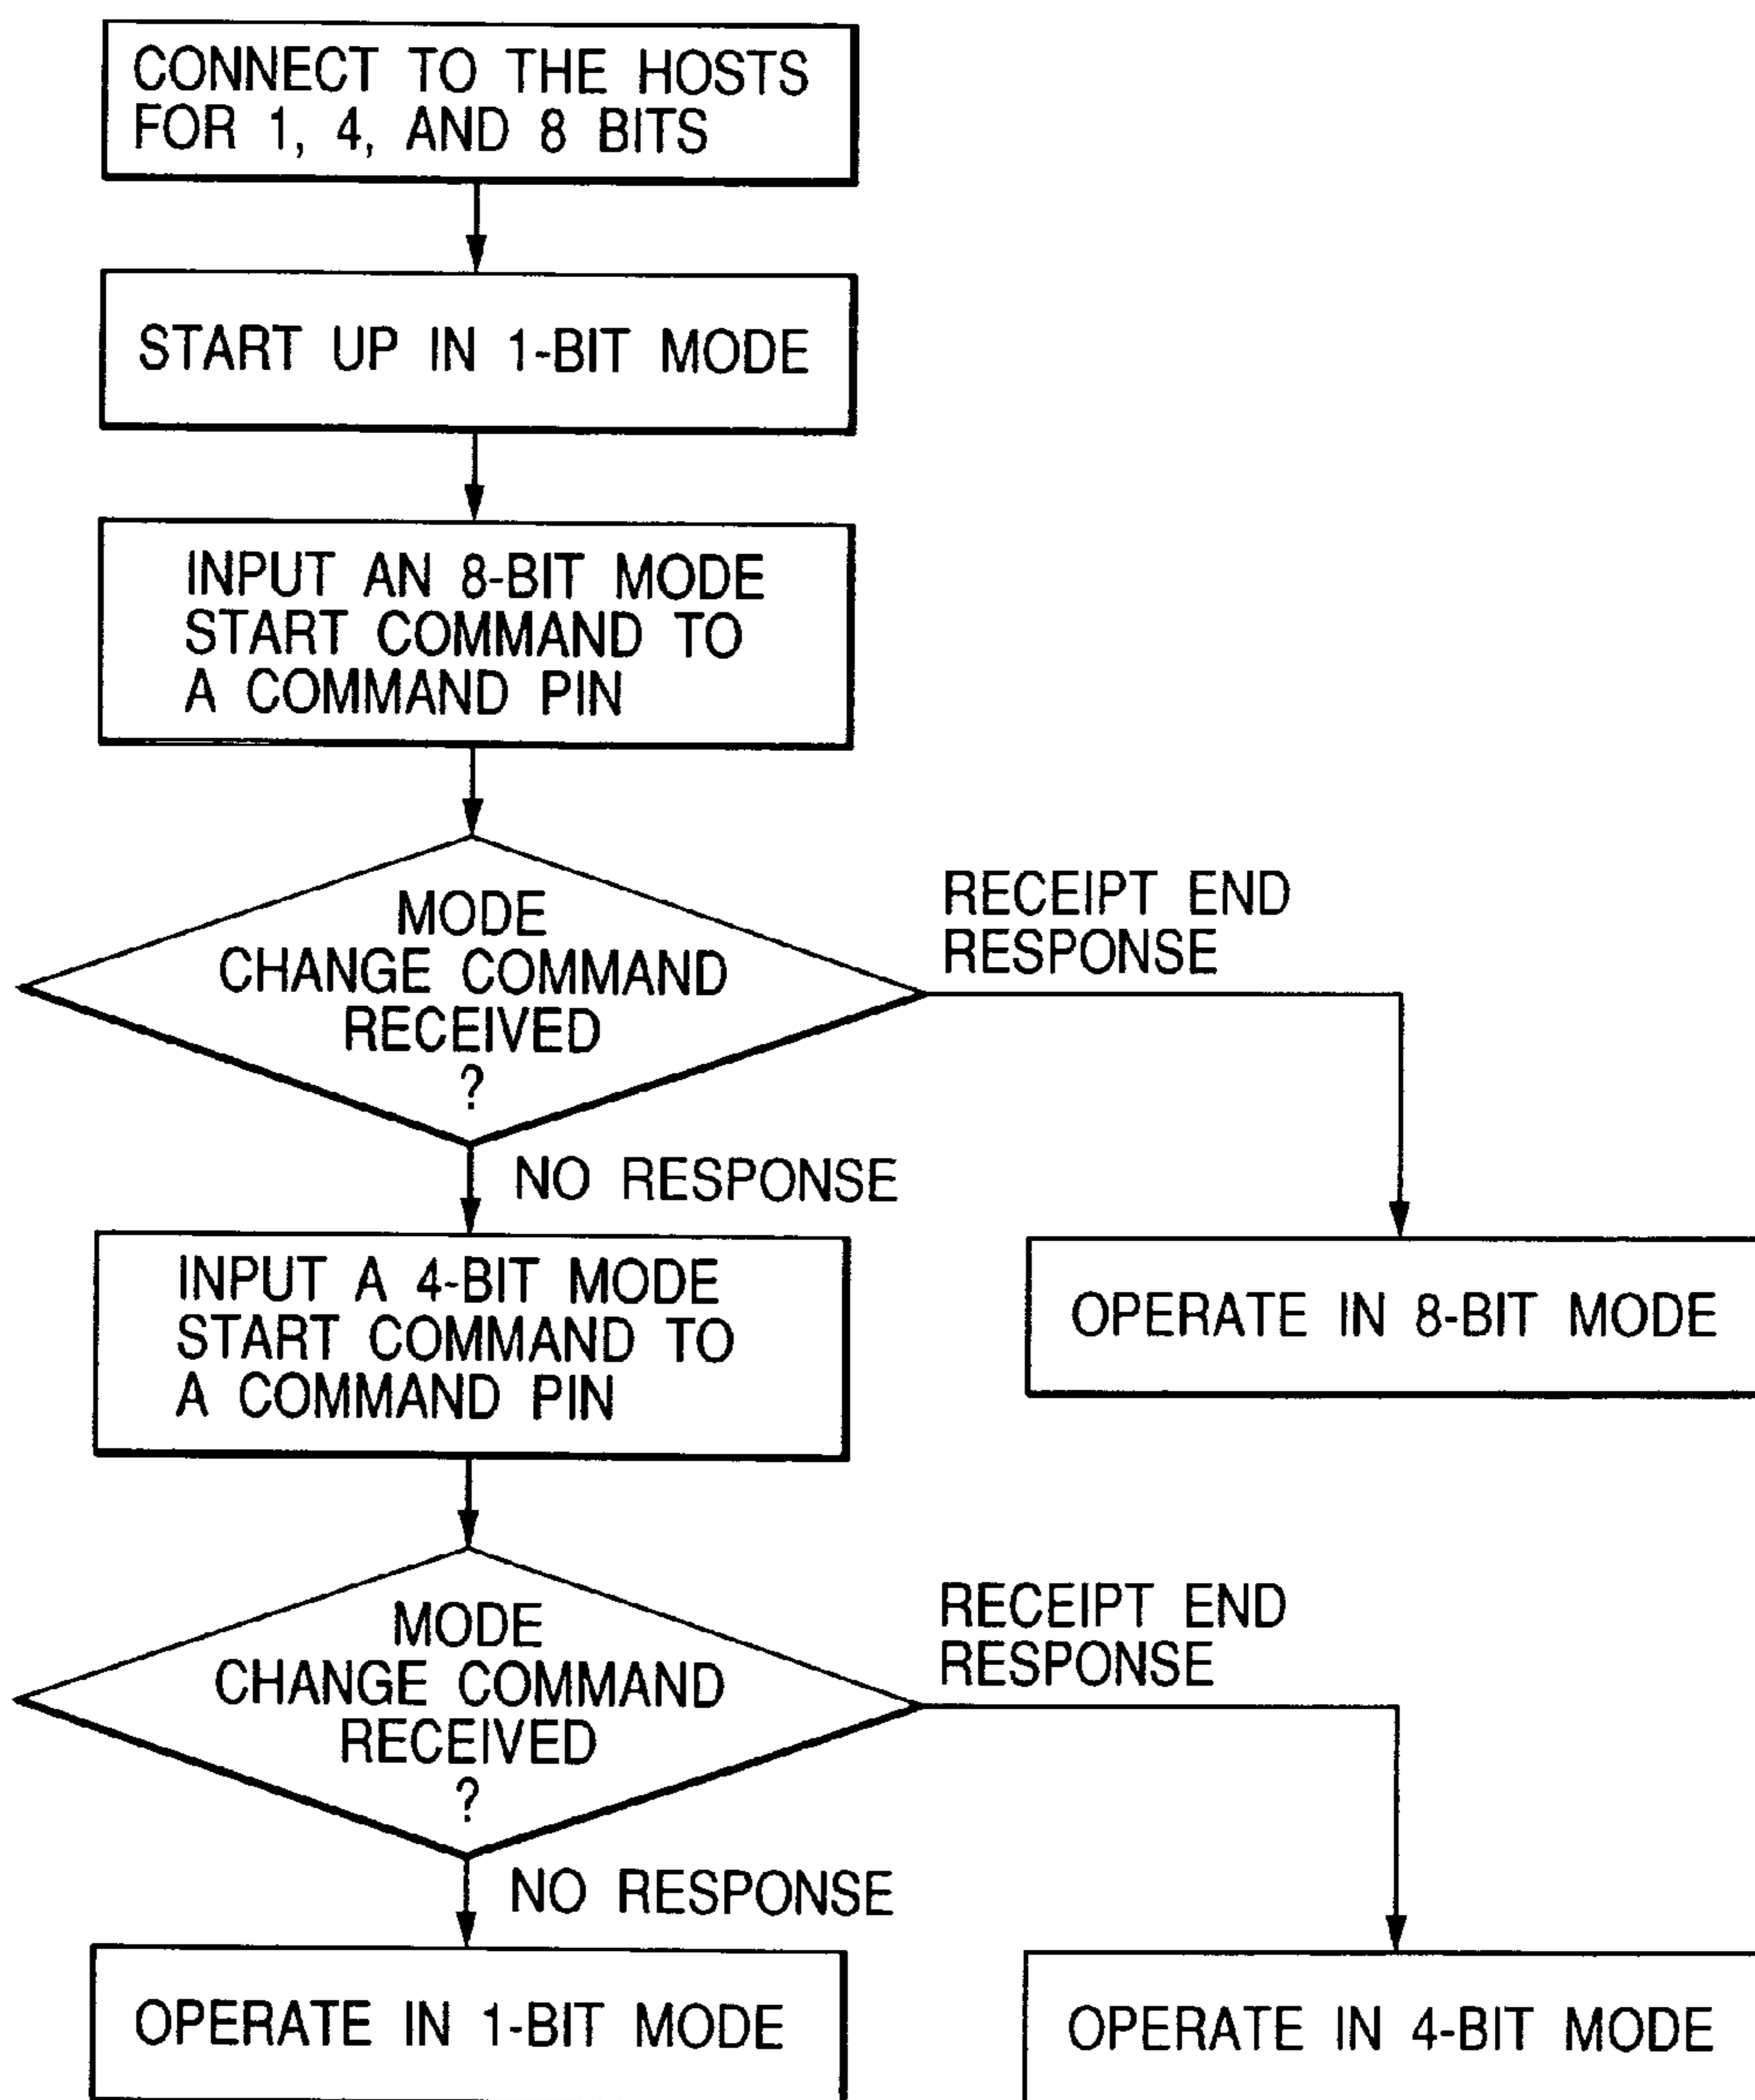 CONNECT TO THE HOSTS
FOR 1, 4, AND 8 BITS
START UP IN 1-BIT MODE
INPUT AN 8-BIT MODE
START COMMAND TO
A COMMAND PIN
MODE
CHANGE COMMAND
RECEIVED
?
RECEIPT END
RESPONSE
NO RESPONSE
INPUT A 4-BIT MODE
START COMMAND TO
A COMMAND PIN
OPERATE IN 8-BIT MODE
MODE
CHANGE COMMAND
RECEIVED
?
RECEIPT END
RESPONSE
NO RESPONSE
OPERATE IN 1-BIT MODE
OPERATE IN 4-BIT MODE